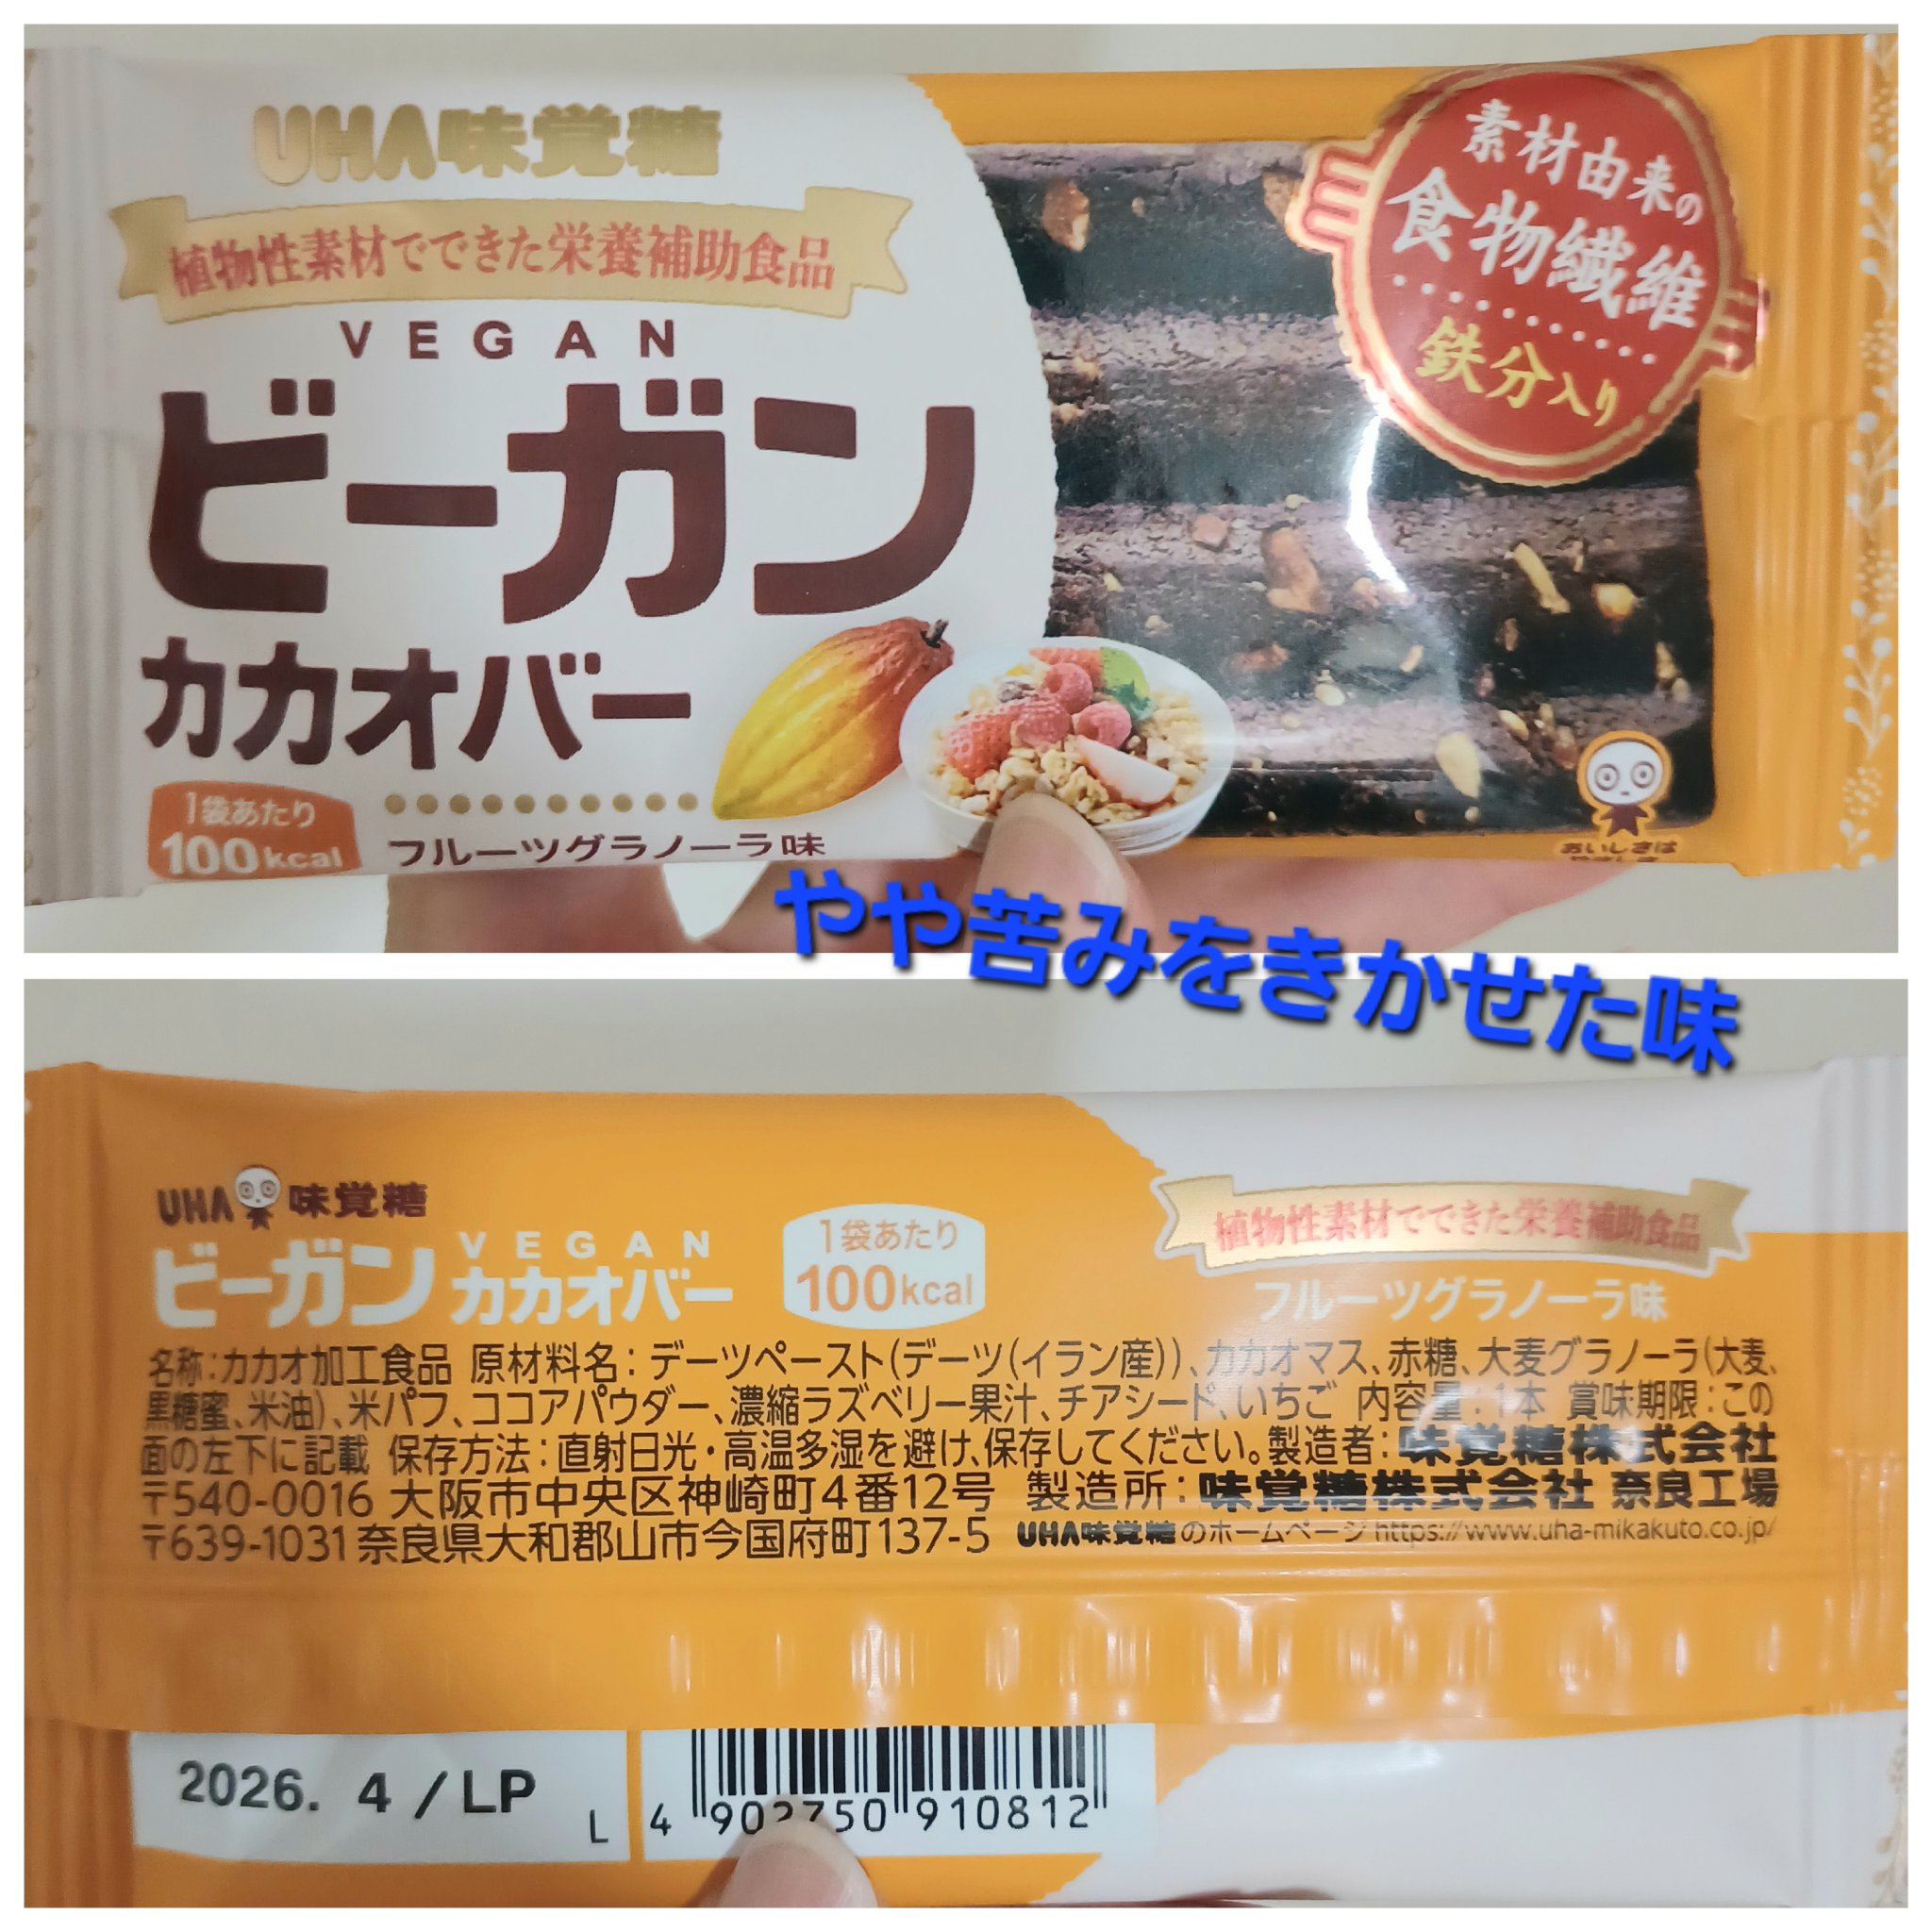 UHA味覚糖
植物性素材でできた栄養補助食品
VEGAN
ビーガン
カカオバー
1袋あたり
100kcal
フルーツグラノーラ味
素材由来の
食物繊維
鉄分入り
おいしさは
やや苦みをきかせた味
UHA味覚糖
ビーガン VEGAN カカオバー
1袋あたり
100kcal
植物性素材でできた栄養補助食品
フルーツグラノーラ味
名称:カカオ加工食品 原材料名:デーツペースト(デーツ(イラン産))、カカオマス、赤糖、大麦グラノーラ(大麦、
黒糖蜜、米油)、米パフ、ココアパウダー、濃縮ラズベリー果汁、チアシード、いちご 内容量:1本 賞味期限:この
面の左下に記載 保存方法:直射日光・高温多湿を避け、保存してください。製造者:味覚糖株式会社
〒540-0016 大阪市中央区神崎町4番12号 製造所:味覚糖株式会社 奈良工場
〒639-1031 奈良県大和郡山市今国府町137-5 UHA味覚糖のホームページ https://www.uha-mikakuto.co.jp/
2026. 4 / LP
L
4 902750 910812